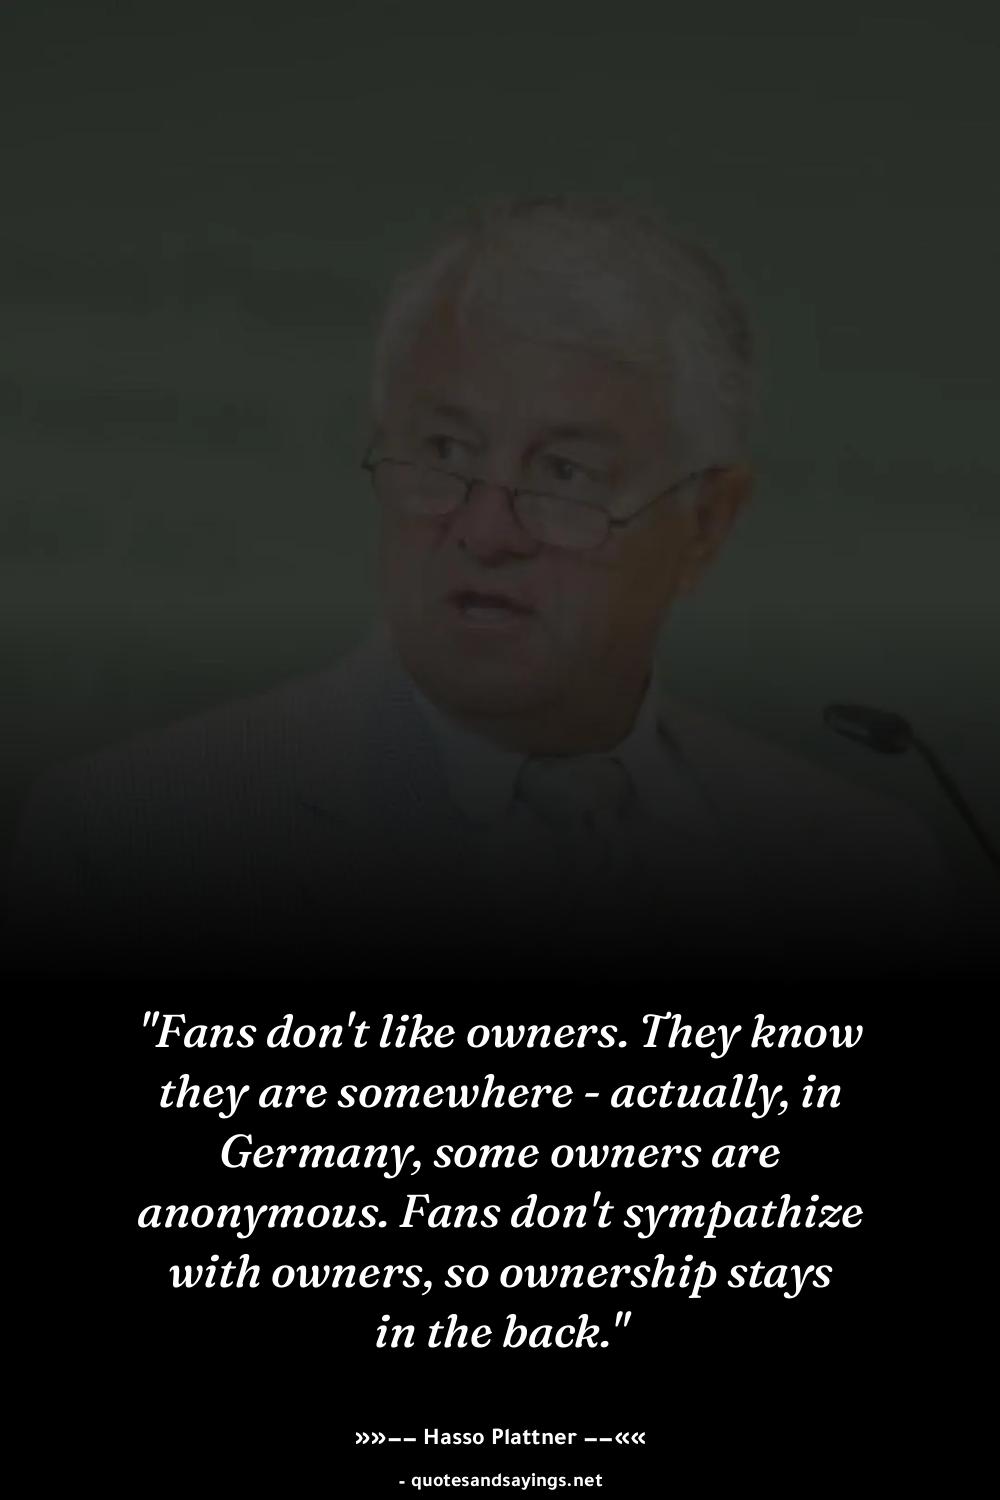 "Fans don't like owners. They know
they are somewhere - actually, in
Germany, some owners are
anonymous. Fans don't sympathize
with owners, so ownership stays
in the back."
»»—— Hasso Plattner ——««
- quotesandsayings.net